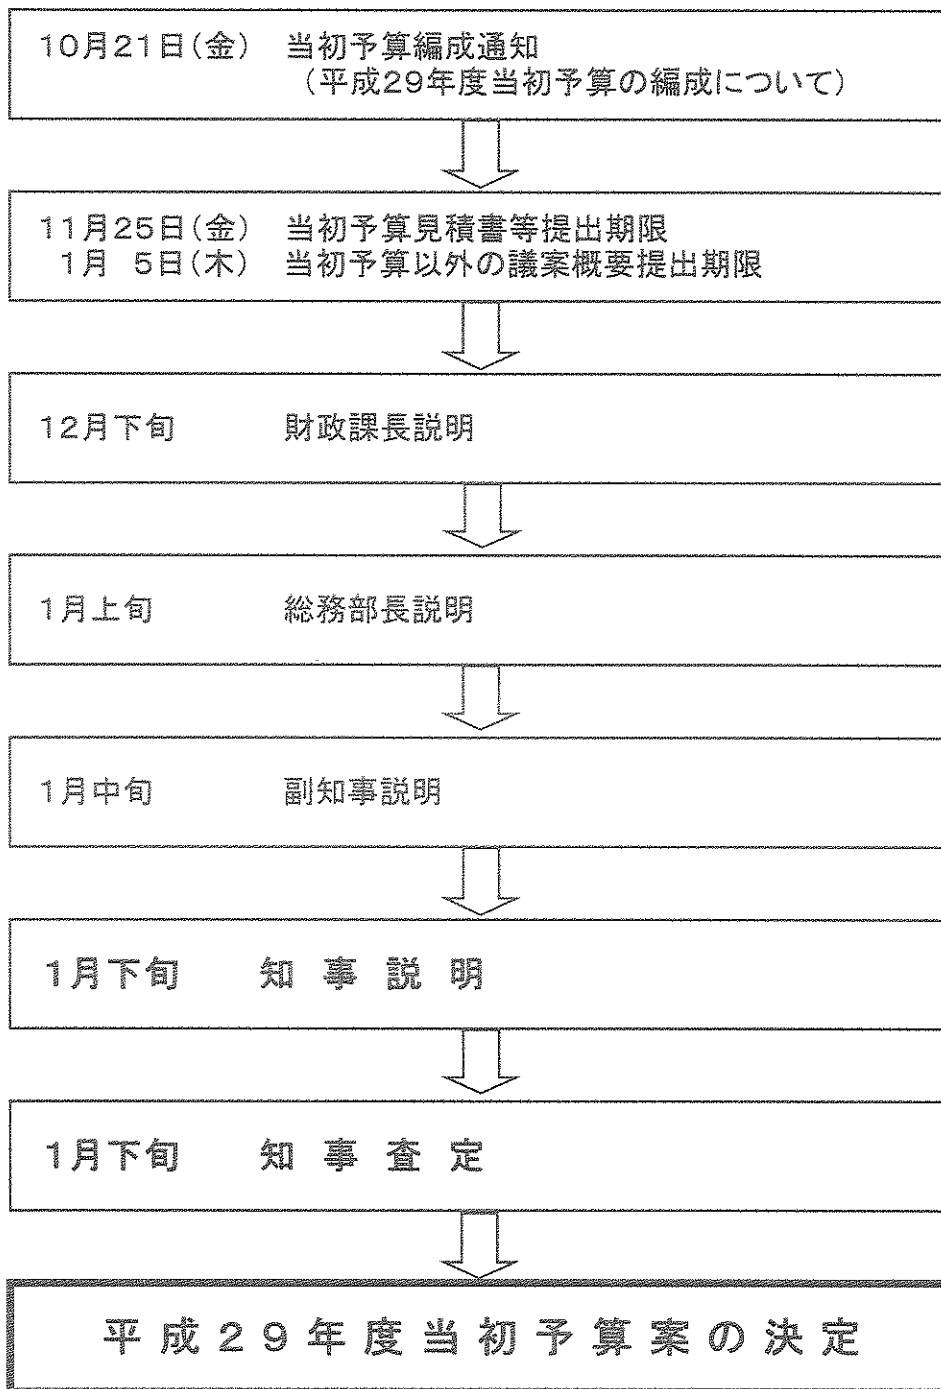 10月21日(金) 当初予算編成通知
(平成29年度当初予算の編成について)
11月25日(金) 当初予算見積書等提出期限
1月 5日(木) 当初予算以外の議案概要提出期限
12月下旬 財政課長説明
1月上旬 総務部長説明
1月中旬 副知事説明
1月下旬 知事説明
1月下旬 知事査定
平成29年度当初予算案の決定